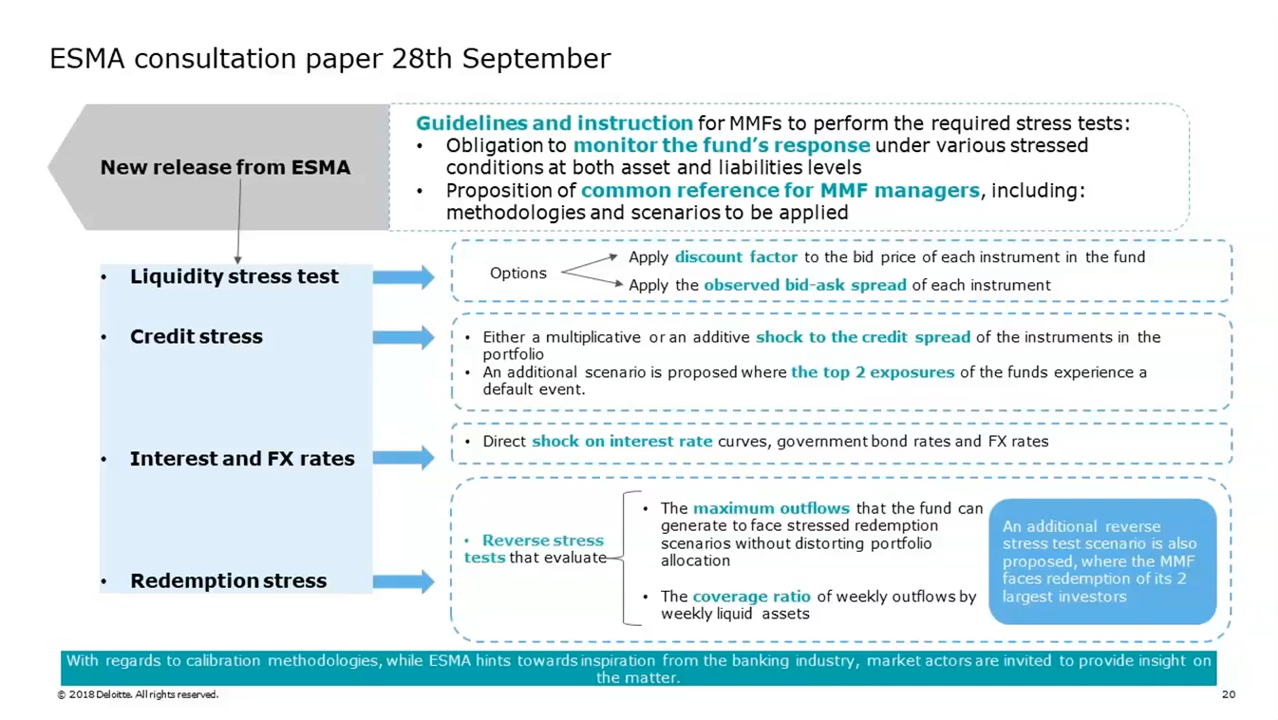 ESMA consultation paper 28th September
New release from ESMA
Guidelines and instruction for MMFs to perform the required stress tests:
• Obligation to monitor the fund's response under various stressed
conditions at both asset and liabilities levels
• Proposition of common reference for MMF managers, including:
methodologies and scenarios to be applied
• Liquidity stress test
Options
Apply discount factor to the bid price of each instrument in the fund
Apply the observed bid-ask spread of each instrument
• Credit stress
• Either a multiplicative or an additive shock to the credit spread of the instruments in the
portfolio
• An additional scenario is proposed where the top 2 exposures of the funds experience a
default event.
• Interest and FX rates
• Direct shock on interest rate curves, government bond rates and FX rates
• Redemption stress
• Reverse stress
tests that evaluate
• The maximum outflows that the fund can
generate to face stressed redemption
scenarios without distorting portfolio
allocation
• The coverage ratio of weekly outflows by
weekly liquid assets
An additional reverse
stress test scenario is also
proposed, where the MMF
faces redemption of its 2
largest investors
With regards to calibration methodologies, while ESMA hints towards inspiration from the banking industry, market actors are invited to provide insight on
the matter.
© 2018 Deloitte. All rights reserved.
20